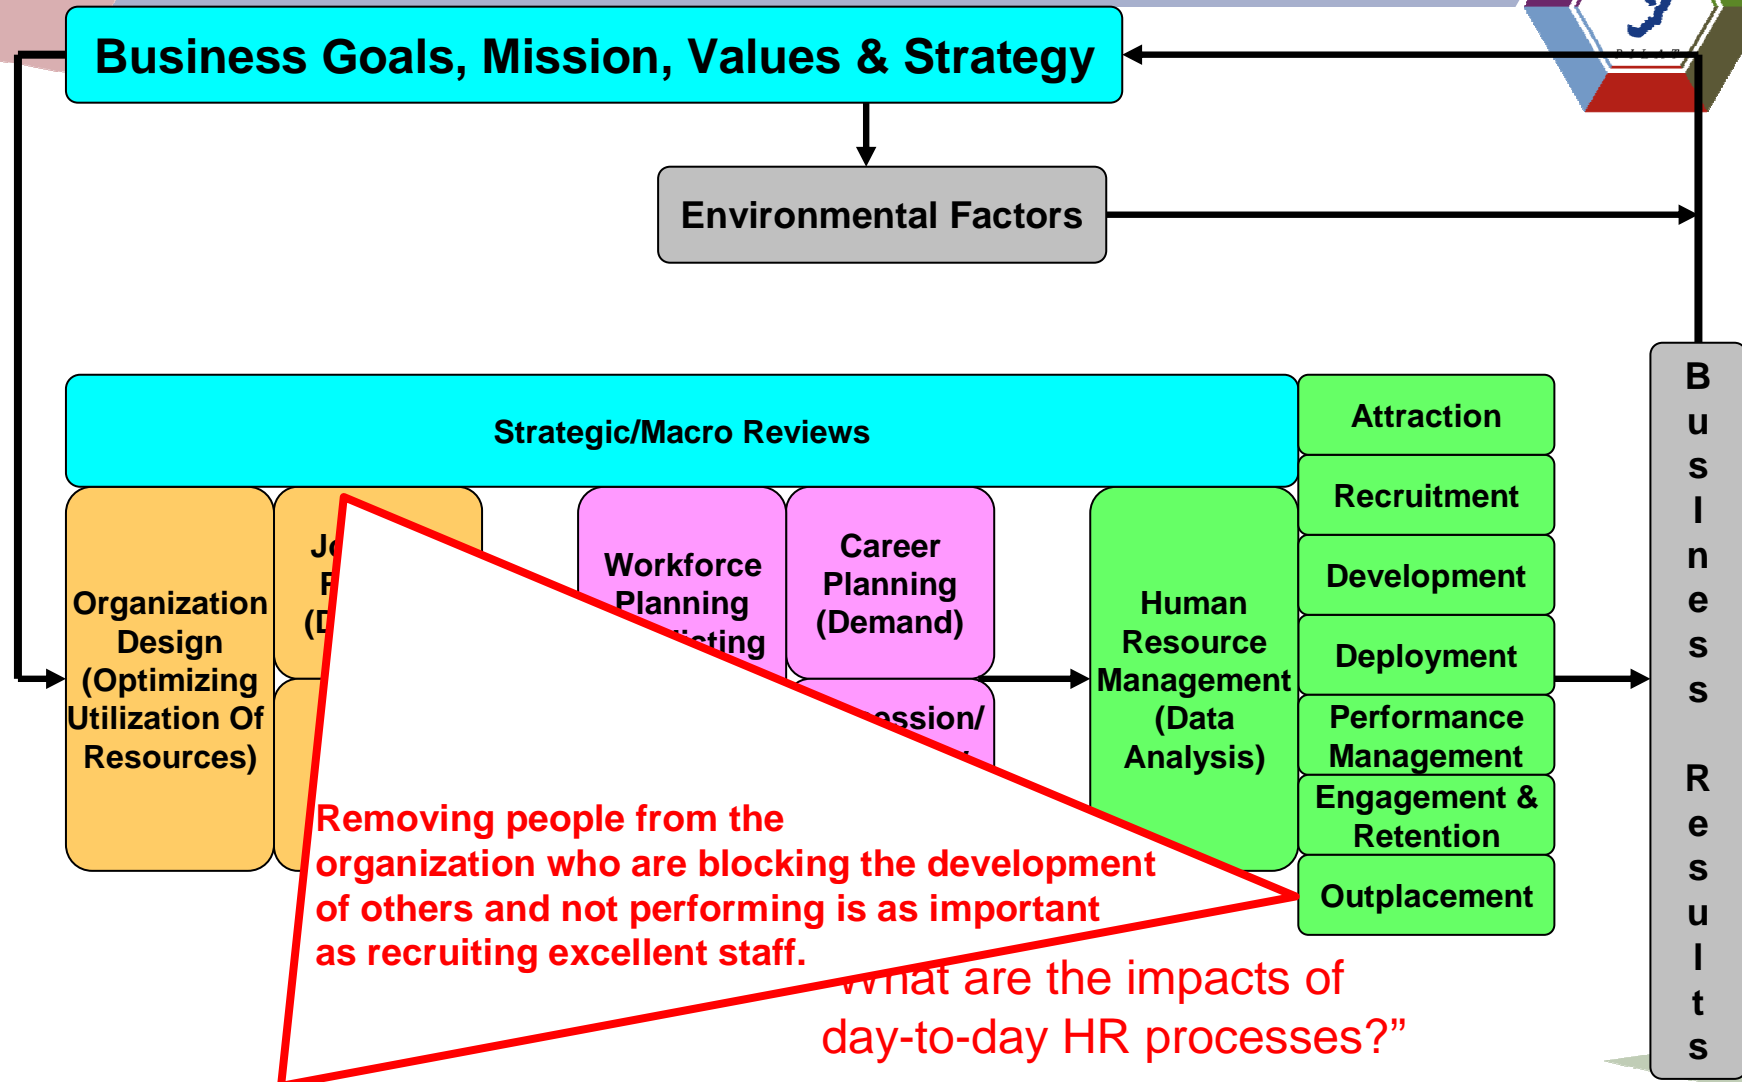 Business Goals, Mission, Values & Strategy
Environmental Factors
Strategic/Macro Reviews
Attraction
Recruitment
Development
Deployment
Performance
Management
Engagement &
Retention
Outplacement
Organization
Design
(Optimizing
Utilization Of
Resources)
Workforce
Planning
Career
Planning
(Demand)
Human
Resource
Management
(Data
Analysis)
Removing people from the
organization who are blocking the development
of others and not performing is as important
as recruiting excellent staff.
What are the impacts of
day-to-day HR processes?”
BusIness
ResuIts